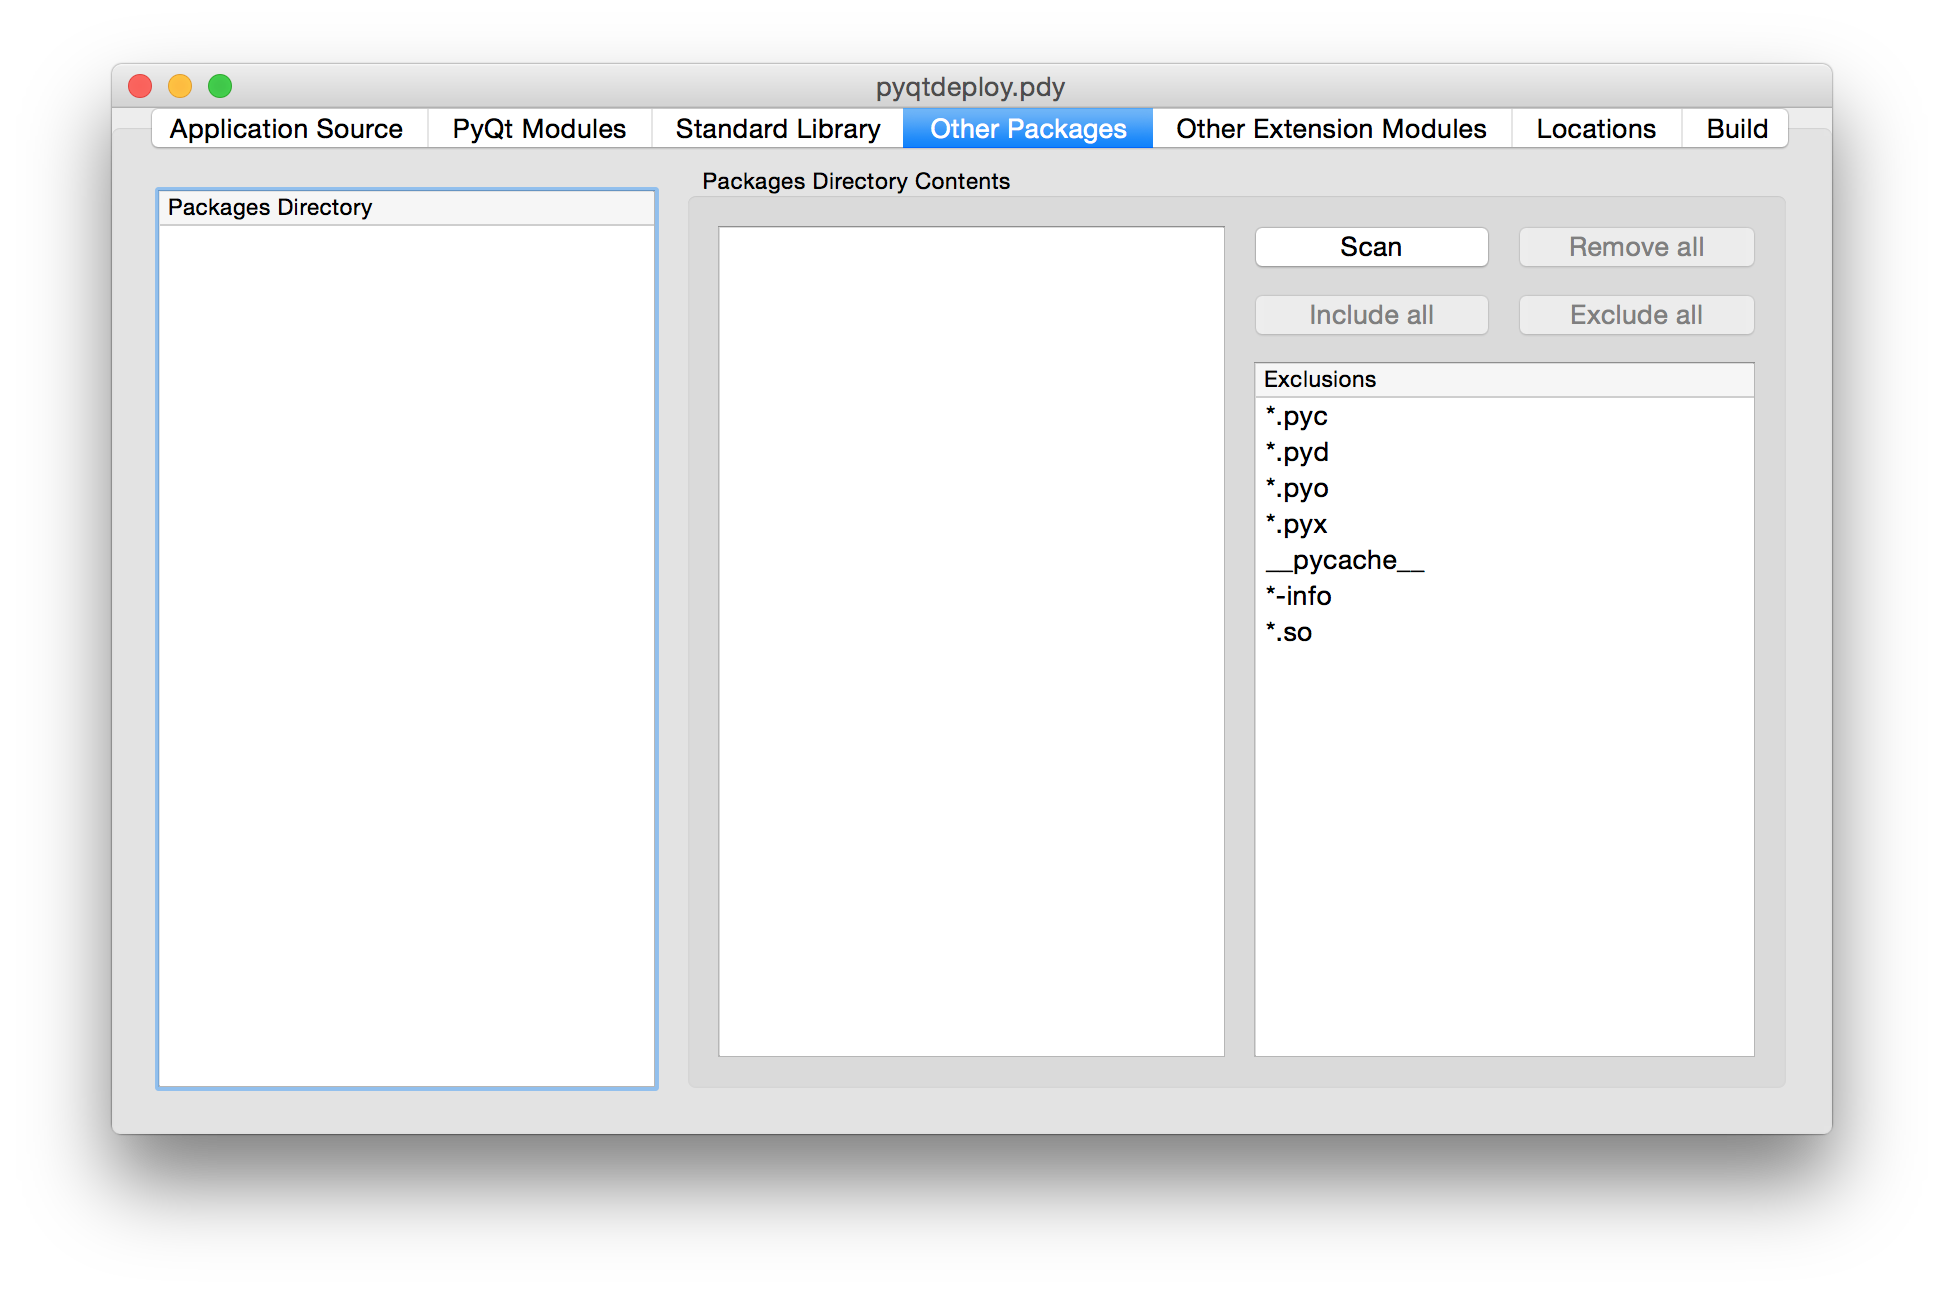 pyqtdeploy.pdy
Application Source PyQt Modules Standard Library Other Packages Other Extension Modules Locations Build
Packages Directory
Packages Directory Contents
Scan Remove all
Include all Exclude all
Exclusions
*.pyc
*.pyd
*.pyo
*.pyx
__pycache__
*-info
*.so